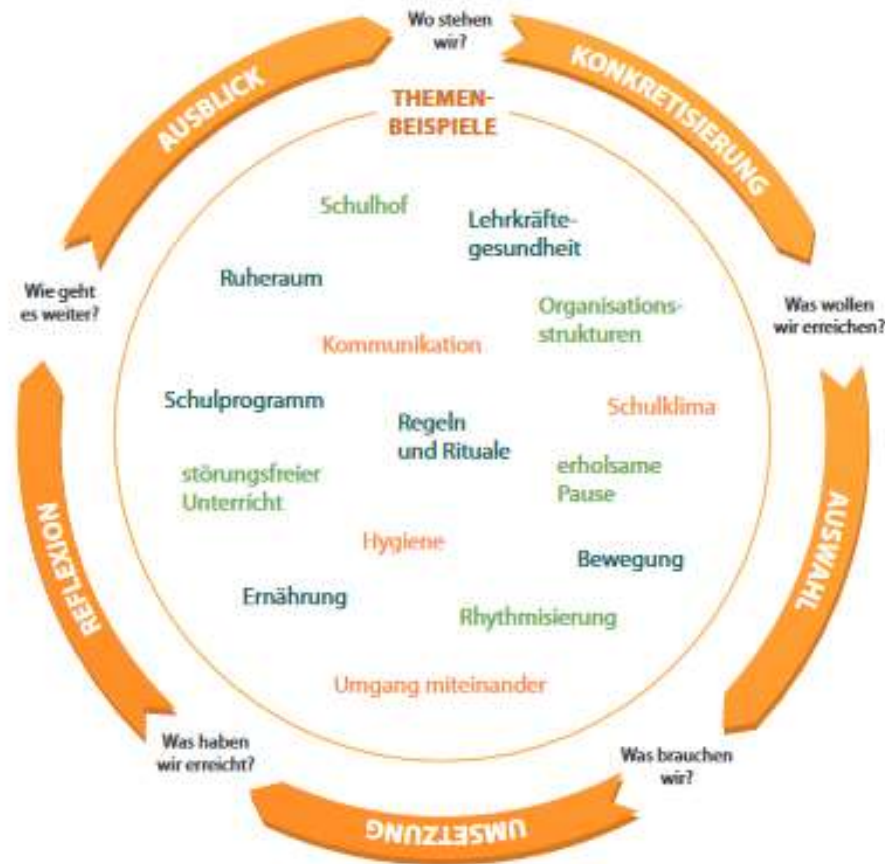 Wo stehen
wir?
KONKRETISIERUNG
Was wollen
wir erreichen?
AUSWAHL
Was brauchen
wir?
UMSETZUNG
Was haben
wir erreicht?
REFLEXION
Wie geht
es weiter?
AUSBLICK
THEMEN-
BEISPIELE
Schulhof
Lehrkräfte-
gesundheit
Ruheraum
Organisations-
strukturen
Kommunikation
Schulprogramm
Regeln
und Rituale
Schulklima
störungsfreier
Unterricht
erholsame
Pause
Hygiene
Bewegung
Ernährung
Rhythmisierung
Umgang miteinander